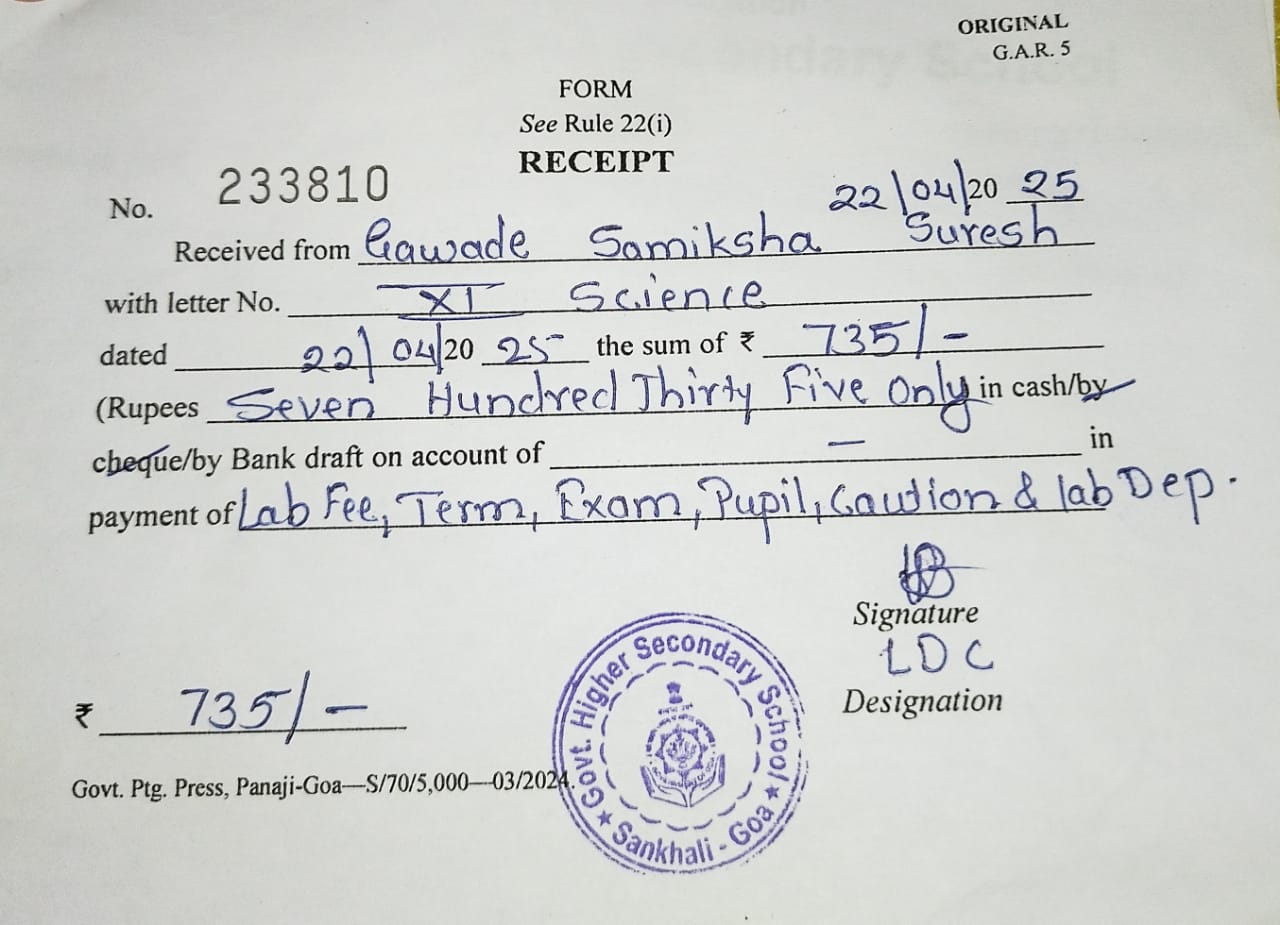 ORIGINAL
G.A.R. 5
FORM
See Rule 22(i)
RECEIPT
No. 233810 22/04/20 25
Received from Gawade Samiksha Suresh
with letter No. XI Science
dated 22/04/20 25 the sum of ₹ 735/-
(Rupees Seven Hundred Thirty Five Only in cash/by
cheque/by Bank draft on account of — in
payment of Lab Fee, Term, Exam, Pupil, Caution & lab Dep.
Signature
LDC
Designation
₹ 735/-
Govt. Higher Secondary School ★ Sankhali - Goa ★
Govt. Ptg. Press, Panaji-Goa—S/70/5,000—03/2024.